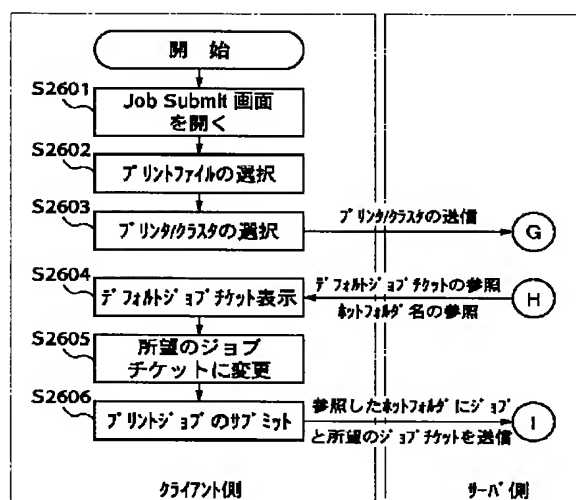 開 始
S2601
Job Submit 画面
を開く
S2602
プリントファイルの選択
S2603
プリンタ/クラスタの選択
プリンタ/クラスタの送信
G
S2604
デフォルトジョブチケット表示
デフォルトジョブチケットの参照
ホットフォルダ名の参照
H
S2605
所望のジョブ
チケットに変更
S2606
プリントジョブのサブミット
参照したホットフォルダにジョブ
と所望のジョブチケットを送信
I
クライアント側
サーバ側